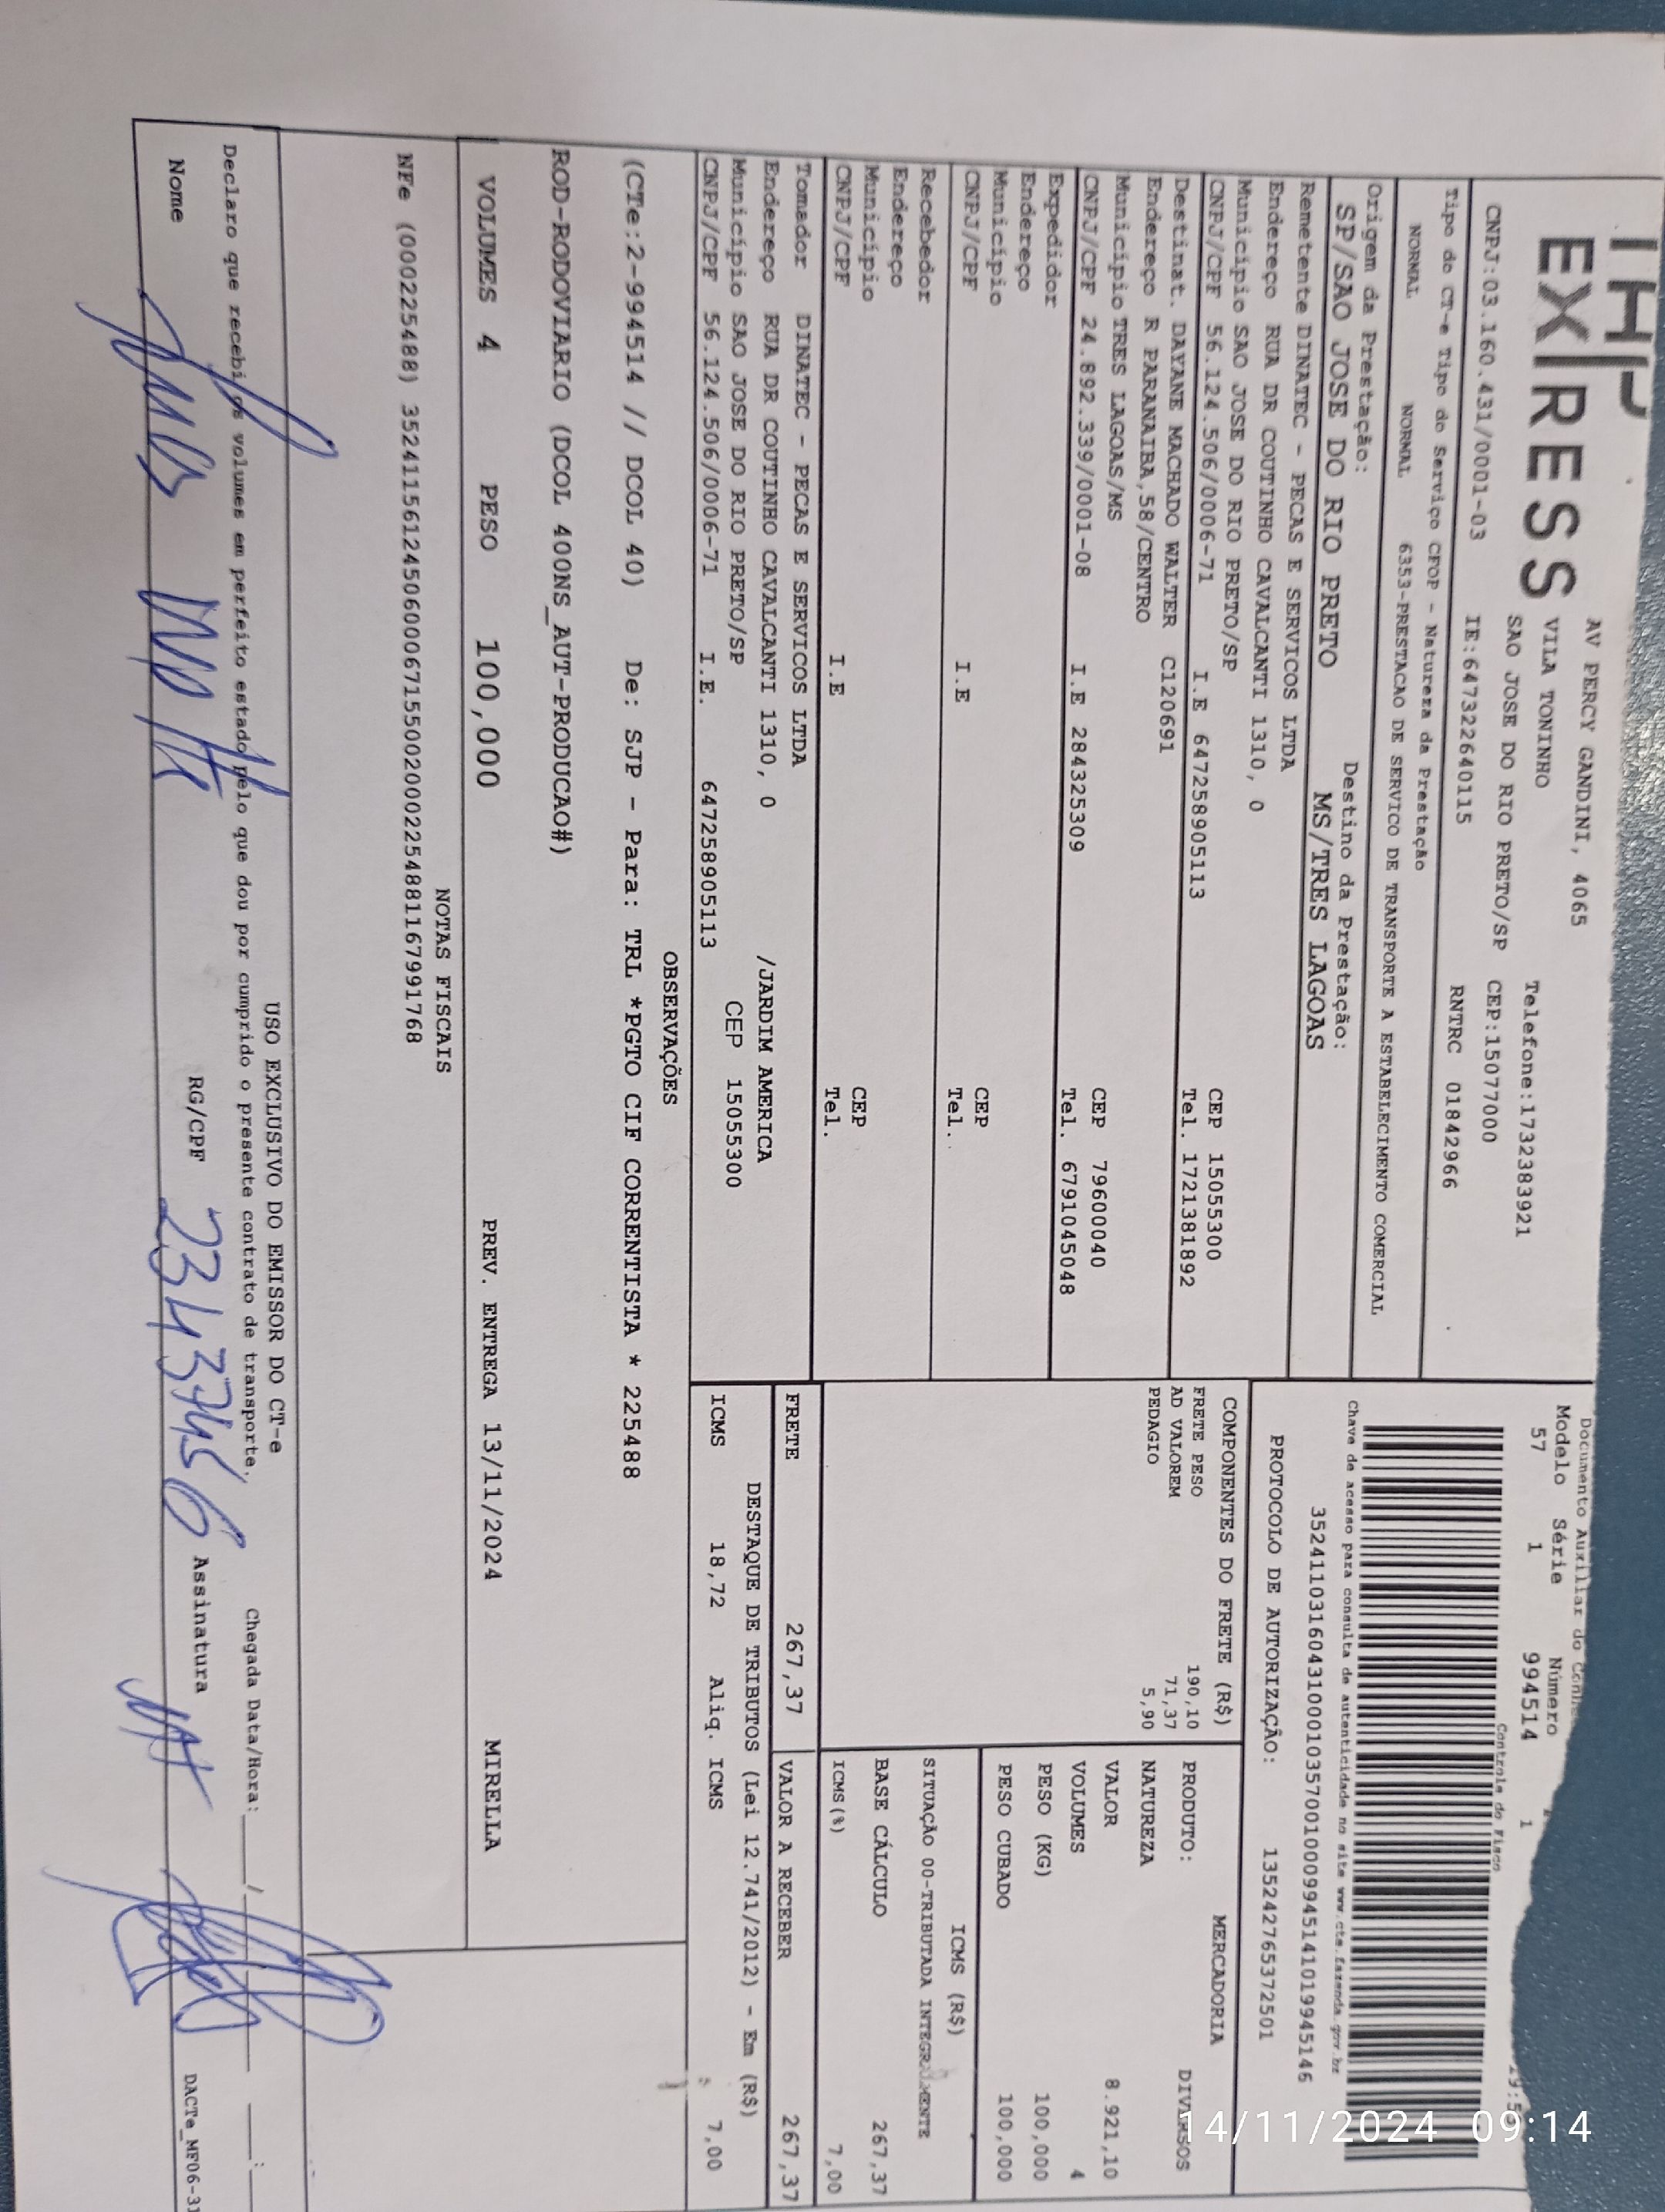 EXPRESS
AV PERCY GANDINI, 4065
VILA TONINHO
SAO JOSE DO RIO PRETO/SP
Telefone:1732383921
CEP:15077000
CNPJ:03.160.431/0001-03 IE:647322640115 RNTRC 01842966
Tipo do CT-e Tipo do Serviço CFOP - Natureza da Prestação
NORMAL NORMAL 6353-PRESTACAO DE SERVICO DE TRANSPORTE A ESTABELECIMENTO COMERCIAL
Origem da Prestação: Destino da Prestação:
SP/SAO JOSE DO RIO PRETO MS/TRES LAGOAS
Remetente DINATEC - PECAS E SERVICOS LTDA
Endereço RUA DR COUTINHO CAVALCANTI 1310, 0
Município SAO JOSE DO RIO PRETO/SP CEP 15055300
CNPJ/CPF 56.124.506/0006-71 I.E 647258905113 Tel. 1721381892
Destinat. DAYANE MACHADO WALTER C120691
Endereço R PARANAIBA,58/CENTRO
Município TRES LAGOAS/MS CEP 79600040
CNPJ/CPF 24.892.339/0001-08 I.E 284325309 Tel. 6791045048
Expedidor
Endereço
Município CEP
CNPJ/CPF I.E Tel.
Recebedor
Endereço
Município CEP
CNPJ/CPF I.E Tel.
Tomador DINATEC - PECAS E SERVICOS LTDA
Endereço RUA DR COUTINHO CAVALCANTI 1310, 0 /JARDIM AMERICA
Município SAO JOSE DO RIO PRETO/SP CEP 15055300
CNPJ/CPF 56.124.506/0006-71 I.E. 647258905113
Documento Auxiliar do
Modelo Série Número
57 1 994514 1
Controle do Fisco
Chave de acesso para consulta de autenticidade no site www.cte.fazenda.gov.br
35241103160431000103570010009945141019945146
PROTOCOLO DE AUTORIZAÇÃO: 135242765372501
COMPONENTES DO FRETE (R$)
FRETE PESO 190,10
AD VALOREM 71,37
PEDAGIO 5,90
MERCADORIA
PRODUTO: DIVERSOS
NATUREZA
VALOR 8.921,10
VOLUMES 4
PESO (KG) 100,000
PESO CUBADO 100,000
ICMS (R$)
SITUAÇÃO 00-TRIBUTADA INTEGRALMENTE
BASE CÁLCULO 267,37
ICMS(%) 7,00
FRETE 267,37 VALOR A RECEBER 267,37
DESTAQUE DE TRIBUTOS (Lei 12.741/2012) - Em (R$)
ICMS 18,72 Aliq. ICMS 7,00
OBSERVAÇÕES
(CTe:2-994514 // DCOL 40) De: SJP - Para: TRL *PGTO CIF CORRENTISTA * 225488
ROD-RODOVIARIO (DCOL 40ONS_AUT-PRODUCAO#)
VOLUMES 4 PESO 100,000 PREV. ENTREGA 13/11/2024 MIRELLA
NOTAS FISCAIS
NFe (000225488) 35241156124506000671550020002254881167991768
USO EXCLUSIVO DO EMISSOR DO CT-e
Declaro que recebi os volumes em perfeito estado pelo que dou por cumprido o presente contrato de transporte. Chegada Data/Hora: / :
Nome RG/CPF Assinatura
DACTe_MF06-31
14/11/2024 09:14